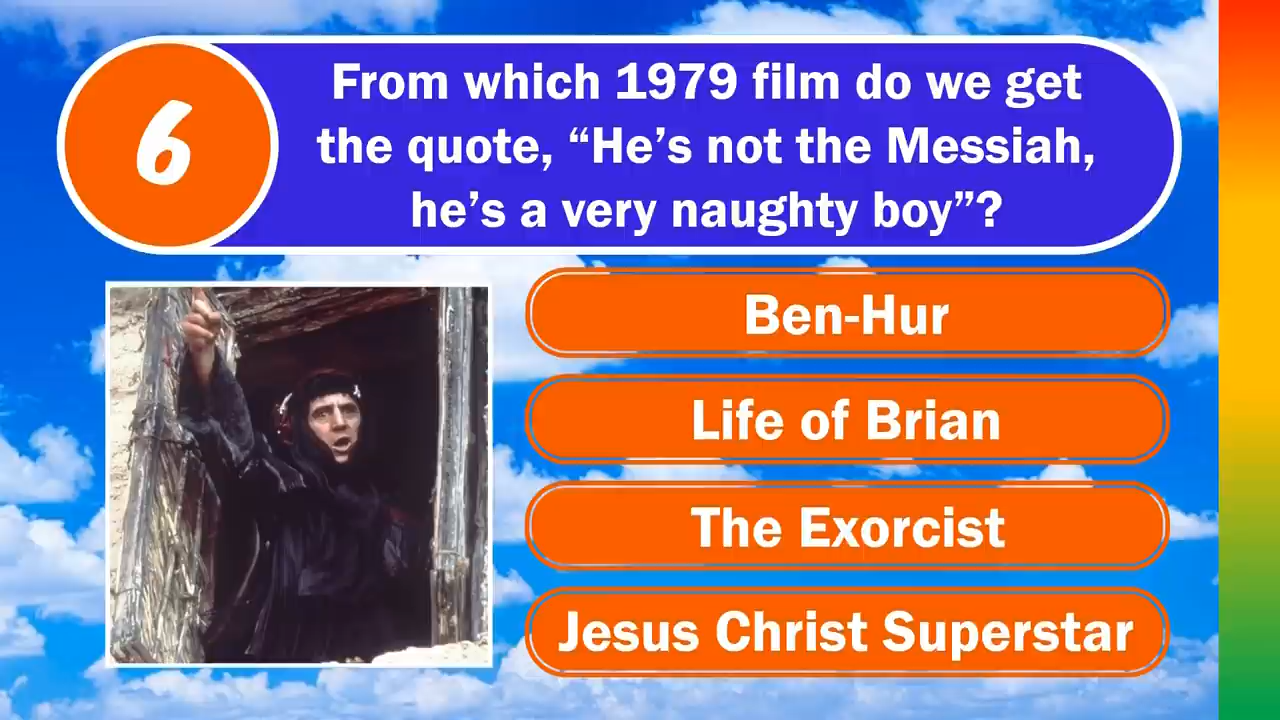 6
From which 1979 film do we get
the quote, “He’s not the Messiah,
he’s a very naughty boy”?
Ben-Hur
Life of Brian
The Exorcist
Jesus Christ Superstar